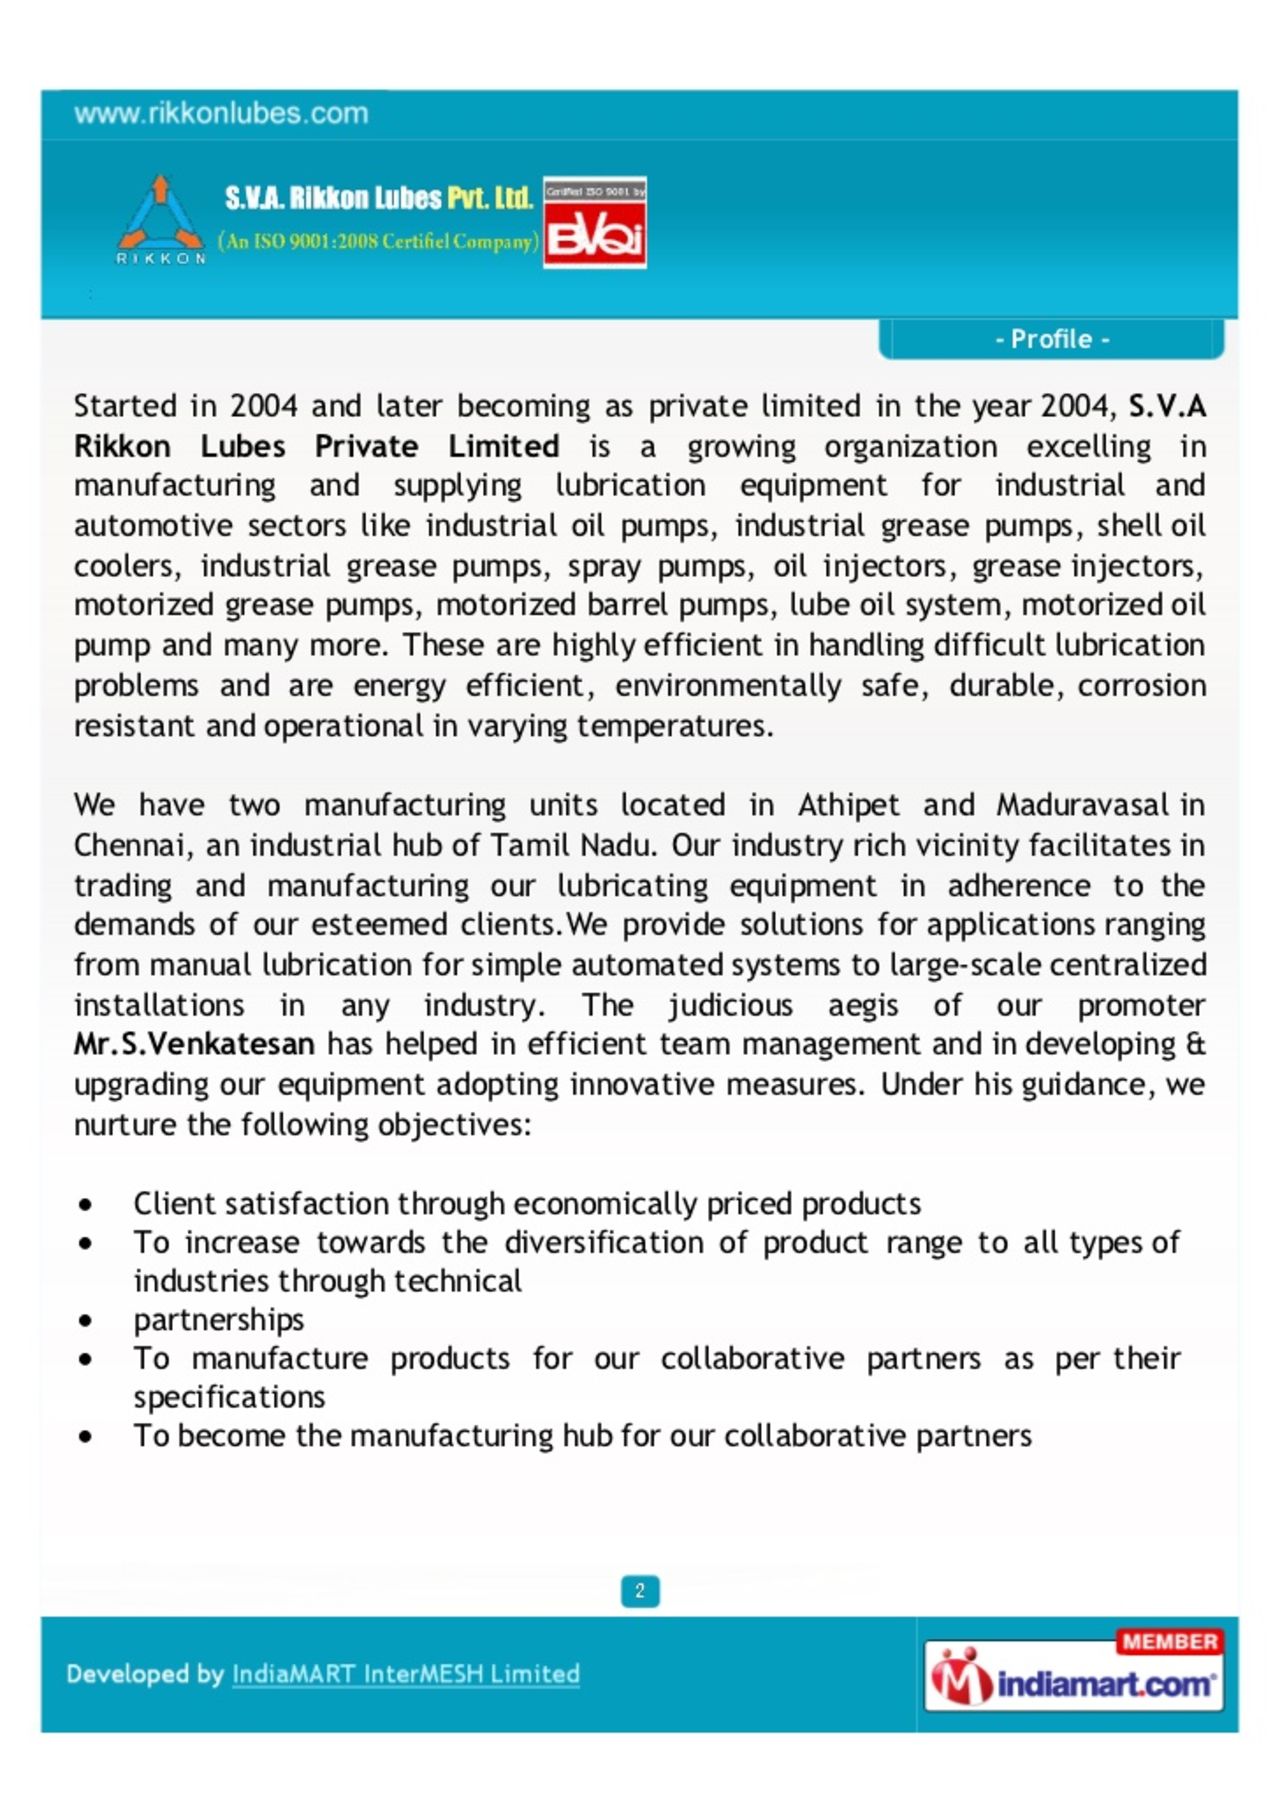 www.rikkonlubes.com
S.V.A. Rikkon Lubes Pvt. Ltd.
(An ISO 9001:2008 Certifiel Company)
Certified ISO 9001 by
BVQi
RIKKON
:
- Profile -
Started in 2004 and later becoming as private limited in the year 2004, S.V.A
Rikkon Lubes Private Limited is a growing organization excelling in
manufacturing and supplying lubrication equipment for industrial and
automotive sectors like industrial oil pumps, industrial grease pumps, shell oil
coolers, industrial grease pumps, spray pumps, oil injectors, grease injectors,
motorized grease pumps, motorized barrel pumps, lube oil system, motorized oil
pump and many more. These are highly efficient in handling difficult lubrication
problems and are energy efficient, environmentally safe, durable, corrosion
resistant and operational in varying temperatures.
We have two manufacturing units located in Athipet and Maduravasal in
Chennai, an industrial hub of Tamil Nadu. Our industry rich vicinity facilitates in
trading and manufacturing our lubricating equipment in adherence to the
demands of our esteemed clients.We provide solutions for applications ranging
from manual lubrication for simple automated systems to large-scale centralized
installations in any industry. The judicious aegis of our promoter
Mr.S.Venkatesan has helped in efficient team management and in developing &
upgrading our equipment adopting innovative measures. Under his guidance, we
nurture the following objectives:
• Client satisfaction through economically priced products
• To increase towards the diversification of product range to all types of
industries through technical
• partnerships
• To manufacture products for our collaborative partners as per their
specifications
• To become the manufacturing hub for our collaborative partners
2
Developed by IndiaMART InterMESH Limited
MEMBER
M indiamart.com